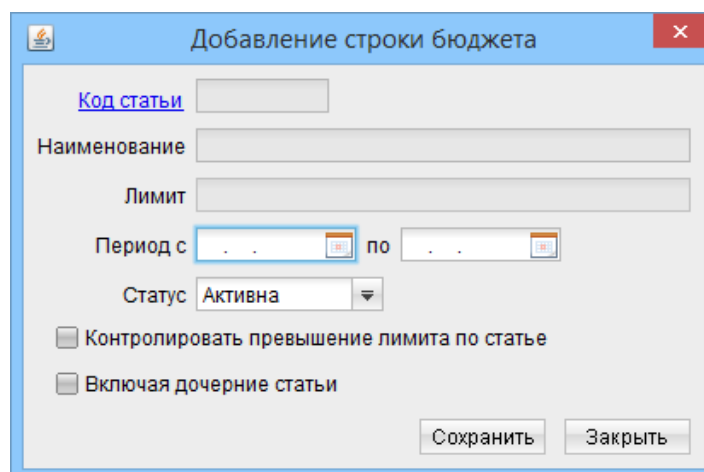 Добавление строки бюджета
Код статьи
Наименование
Лимит
Период с . . по . .
Статус Активна
Контролировать превышение лимита по статье
Включая дочерние статьи
Сохранить Закрыть